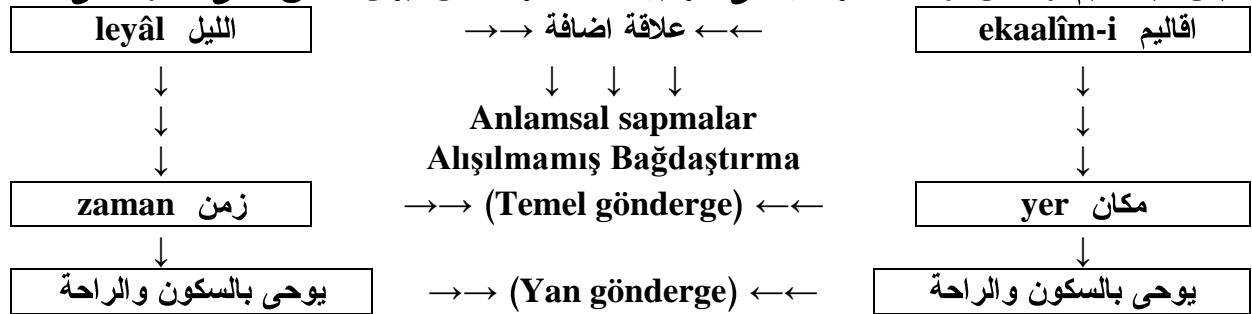 leyâl الليل →→ علاقة اضافة ←← ekaalîm-i اقاليم
↓ ↓ ↓ ↓ ↓
↓ Anlamsal sapmalar ↓
↓ Alışılmamış Bağdaştırma ↓
zaman زمن →→ (Temel gönderge) ←← yer مكان
↓ ↓
يوحى بالسكون والراحة →→ (Yan gönderge) ←← يوحى بالسكون والراحة